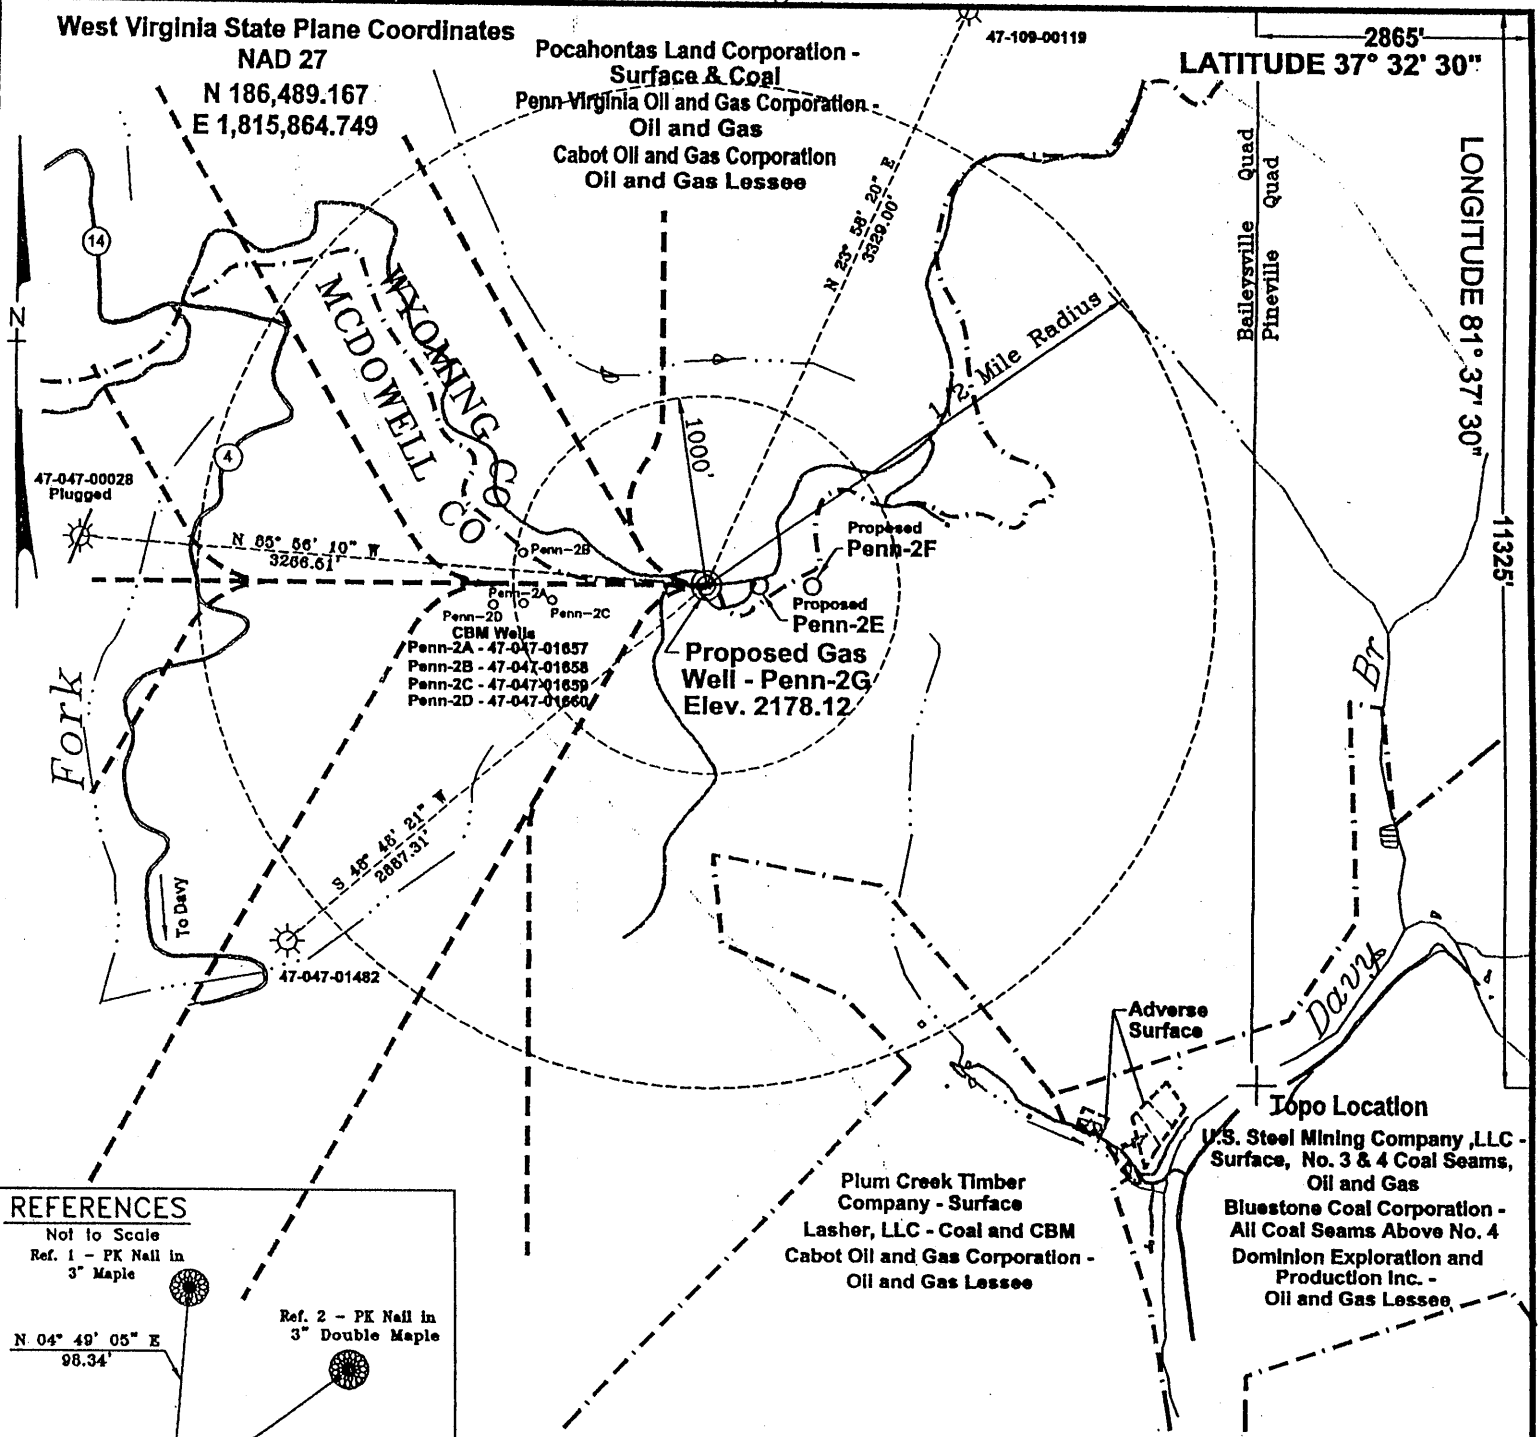 West Virginia State Plane Coordinates
NAD 27
N 186,489.167
E 1,815,864.749
Pocahontas Land Corporation -
Surface & Coal
Penn Virginia Oil and Gas Corporation -
Oil and Gas
Cabot Oil and Gas Corporation
Oil and Gas Lessee
47-109-00119
2865'
LATITUDE 37° 32' 30"
LONGITUDE 81° 37' 30"
11325'
Baileysville Quad
Pineville Quad
N 23° 58' 20" E
3329.00'
14
N
WYOMING CO
MCDOWELL CO
1/2 Mile Radius
1000'
4
47-047-00028
Plugged
N 85° 56' 10" W
3266.51'
Penn-2B
Penn-2A
Penn-2D
Penn-2C
CBM Wells
Penn-2A - 47-047-01657
Penn-2B - 47-047-01658
Penn-2C - 47-047-01659
Penn-2D - 47-047-01660
Proposed
Penn-2F
Proposed
Penn-2E
Proposed Gas
Well - Penn-2G
Elev. 2178.12
Fork
Br
S 48° 48' 21" W
2887.31'
To Davy
47-047-01482
Davy
Adverse
Surface
Topo Location
U.S. Steel Mining Company ,LLC -
Surface, No. 3 & 4 Coal Seams,
Oil and Gas
Bluestone Coal Corporation -
All Coal Seams Above No. 4
Dominion Exploration and
Production Inc. -
Oil and Gas Lessee
Plum Creek Timber
Company - Surface
Lasher, LLC - Coal and CBM
Cabot Oil and Gas Corporation -
Oil and Gas Lessee
REFERENCES
Not to Scale
Ref. 1 - PK Nail in
3" Maple
Ref. 2 - PK Nail in
3" Double Maple
N 04° 49' 05" E
98.34'